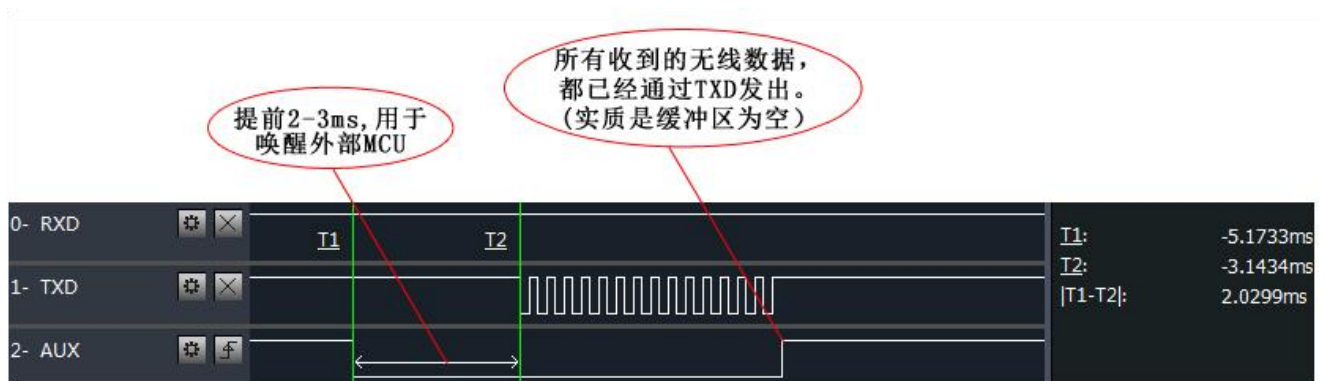 所有收到的无线数据，
都已经通过TXD发出。
(实质是缓冲区为空)
提前2-3ms,用于
唤醒外部MCU
0- RXD
T1
T2
T1: -5.1733ms
T2: -3.1434ms
|T1-T2|: 2.0299ms
1- TXD
2- AUX